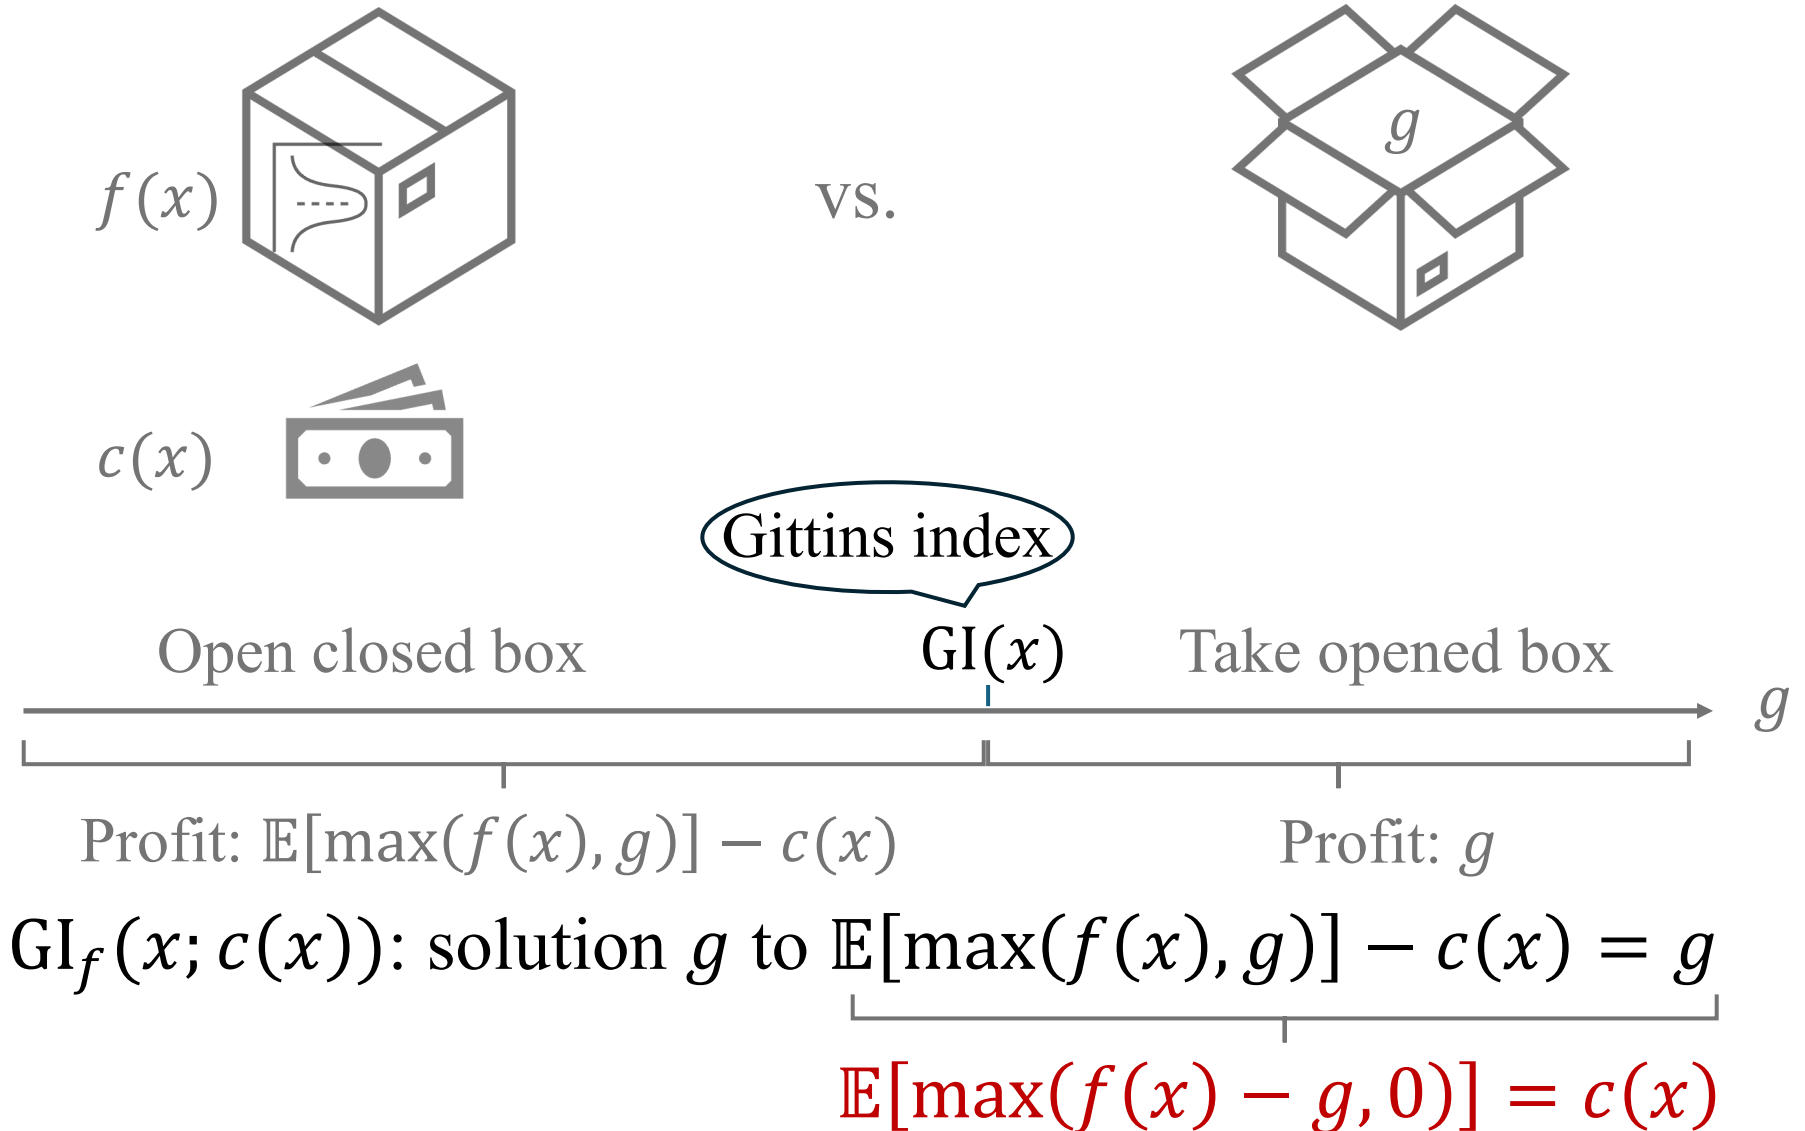 g
f(x)
vs.
c(x)
Gittins index
GI(x)
Open closed box
Take opened box
g
Profit: 𝔼[max(f(x), g)] − c(x)
Profit: g
GI_f(x; c(x)): solution g to 𝔼[max(f(x), g)] − c(x) = g
𝔼[max(f(x) − g, 0)] = c(x)